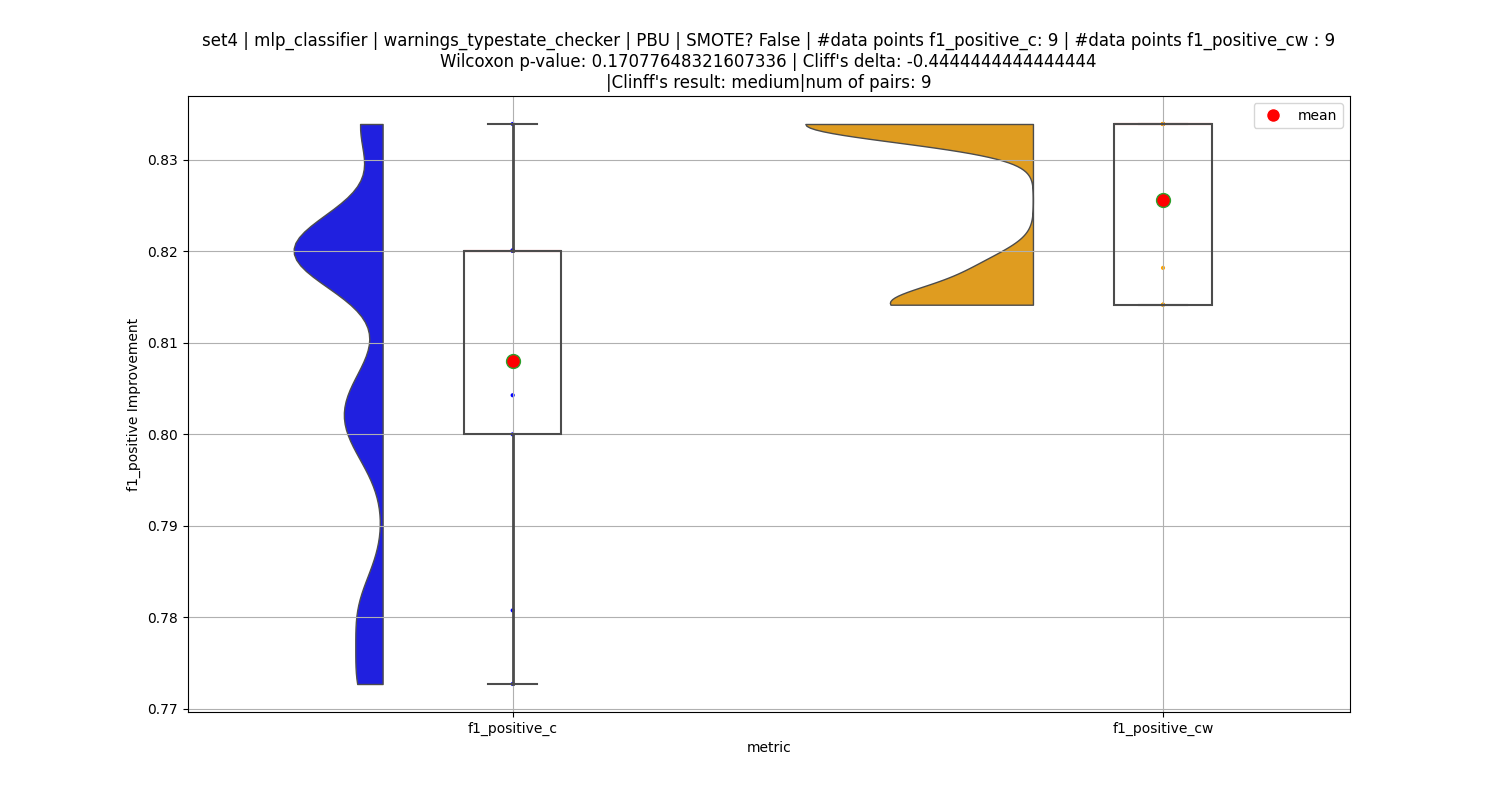 set4 | mlp_classifier | warnings_typestate_checker | PBU | SMOTE? False | #data points f1_positive_c: 9 | #data points f1_positive_cw : 9
Wilcoxon p-value: 0.17077648321607336 | Cliff's delta: -0.4444444444444444
|Clinff's result: medium|num of pairs: 9
mean
0.83
0.82
0.81
0.80
0.79
0.78
0.77
f1_positive Improvement
f1_positive_c
f1_positive_cw
metric